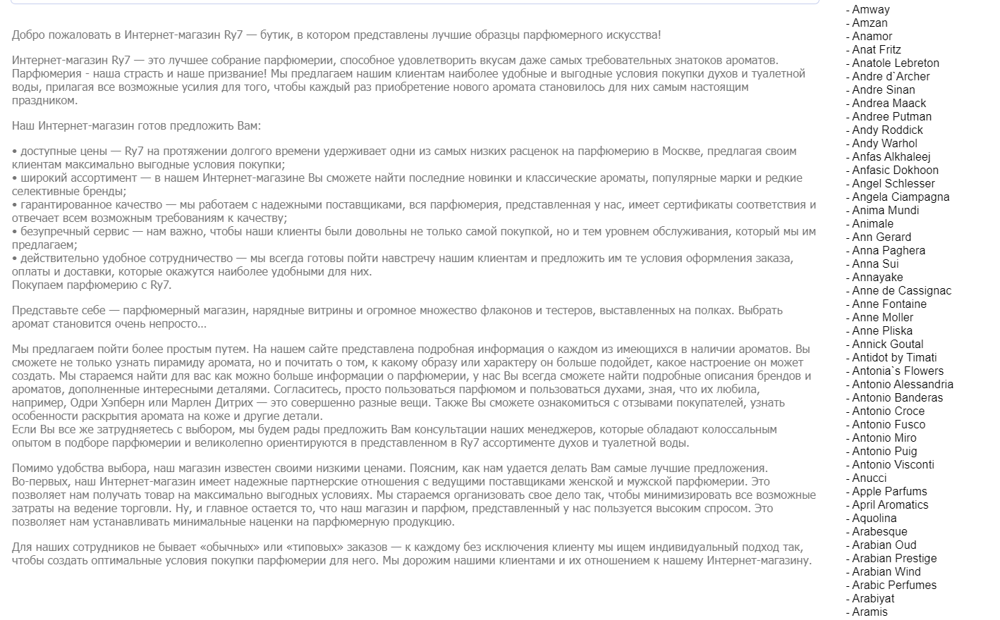 Добро пожаловать в Интернет-магазин Ry7 — бутик, в котором представлены лучшие образцы парфюмерного искусства!
Интернет-магазин Ry7 — это лучшее собрание парфюмерии, способное удовлетворить вкусам даже самых требовательных знатоков ароматов.
Парфюмерия - наша страсть и наше призвание! Мы предлагаем нашим клиентам наиболее удобные и выгодные условия покупки духов и туалетной
воды, прилагая все возможные усилия для того, чтобы каждый раз приобретение нового аромата становилось для них самым настоящим
праздником.
Наш Интернет-магазин готов предложить Вам:
• доступные цены — Ry7 на протяжении долгого времени удерживает одни из самых низких расценок на парфюмерию в Москве, предлагая своим
клиентам максимально выгодные условия покупки;
• широкий ассортимент — в нашем Интернет-магазине Вы сможете найти последние новинки и классические ароматы, популярные марки и редкие
селективные бренды;
• гарантированное качество — мы работаем с надежными поставщиками, вся парфюмерия, представленная у нас, имеет сертификаты соответствия и
отвечает всем возможным требованиям к качеству;
• безупречный сервис — нам важно, чтобы наши клиенты были довольны не только самой покупкой, но и тем уровнем обслуживания, который мы им
предлагаем;
• действительно удобное сотрудничество — мы всегда готовы пойти навстречу нашим клиентам и предложить им те условия оформления заказа,
оплаты и доставки, которые окажутся наиболее удобными для них.
Покупаем парфюмерию с Ry7.
Представьте себе — парфюмерный магазин, нарядные витрины и огромное множество флаконов и тестеров, выставленных на полках. Выбрать
аромат становится очень непросто…
Мы предлагаем пойти более простым путем. На нашем сайте представлена подробная информация о каждом из имеющихся в наличии ароматов. Вы
сможете не только узнать пирамиду аромата, но и почитать о том, к какому образу или характеру он больше подойдет, какое настроение он может
создать. Мы стараемся найти для вас как можно больше информации о парфюмерии, у нас Вы всегда сможете найти подробные описания брендов и
ароматов, дополненные интересными деталями. Согласитесь, просто пользоваться парфюмом и пользоваться духами, зная, что их любила,
например, Одри Хэпберн или Марлен Дитрих — это совершенно разные вещи. Также Вы сможете ознакомиться с отзывами покупателей, узнать
особенности раскрытия аромата на коже и другие детали.
Если Вы все же затрудняетесь с выбором, мы будем рады предложить Вам консультации наших менеджеров, которые обладают колоссальным
опытом в подборе парфюмерии и великолепно ориентируются в представленном в Ry7 ассортименте духов и туалетной воды.
Помимо удобства выбора, наш магазин известен своими низкими ценами. Поясним, как нам удается делать Вам самые лучшие предложения.
Во-первых, наш Интернет-магазин имеет надежные партнерские отношения с ведущими поставщиками женской и мужской парфюмерии. Это
позволяет нам получать товар на максимально выгодных условиях. Мы стараемся организовать свое дело так, чтобы минимизировать все возможные
затраты на ведение торговли. Ну, и главное остается то, что наш магазин и парфюм, представленный у нас пользуется высоким спросом. Это
позволяет нам устанавливать минимальные наценки на парфюмерную продукцию.
Для наших сотрудников не бывает «обычных» или «типовых» заказов — к каждому без исключения клиенту мы ищем индивидуальный подход так,
чтобы создать оптимальные условия покупки парфюмерии для него. Мы дорожим нашими клиентами и их отношением к нашему Интернет-магазину.
- Amway
- Amzan
- Anamor
- Anat Fritz
- Anatole Lebreton
- Andre d`Archer
- Andre Sinan
- Andrea Maack
- Andree Putman
- Andy Roddick
- Andy Warhol
- Anfas Alkhaleej
- Anfasic Dokhoon
- Angel Schlesser
- Angela Ciampagna
- Anima Mundi
- Animale
- Ann Gerard
- Anna Paghera
- Anna Sui
- Annayake
- Anne de Cassignac
- Anne Fontaine
- Anne Moller
- Anne Pliska
- Annick Goutal
- Antidot by Timati
- Antonia`s Flowers
- Antonio Alessandria
- Antonio Banderas
- Antonio Croce
- Antonio Fusco
- Antonio Miro
- Antonio Puig
- Antonio Visconti
- Anucci
- Apple Parfums
- April Aromatics
- Aquolina
- Arabesque
- Arabian Oud
- Arabian Prestige
- Arabian Wind
- Arabic Perfumes
- Arabiyat
- Aramis